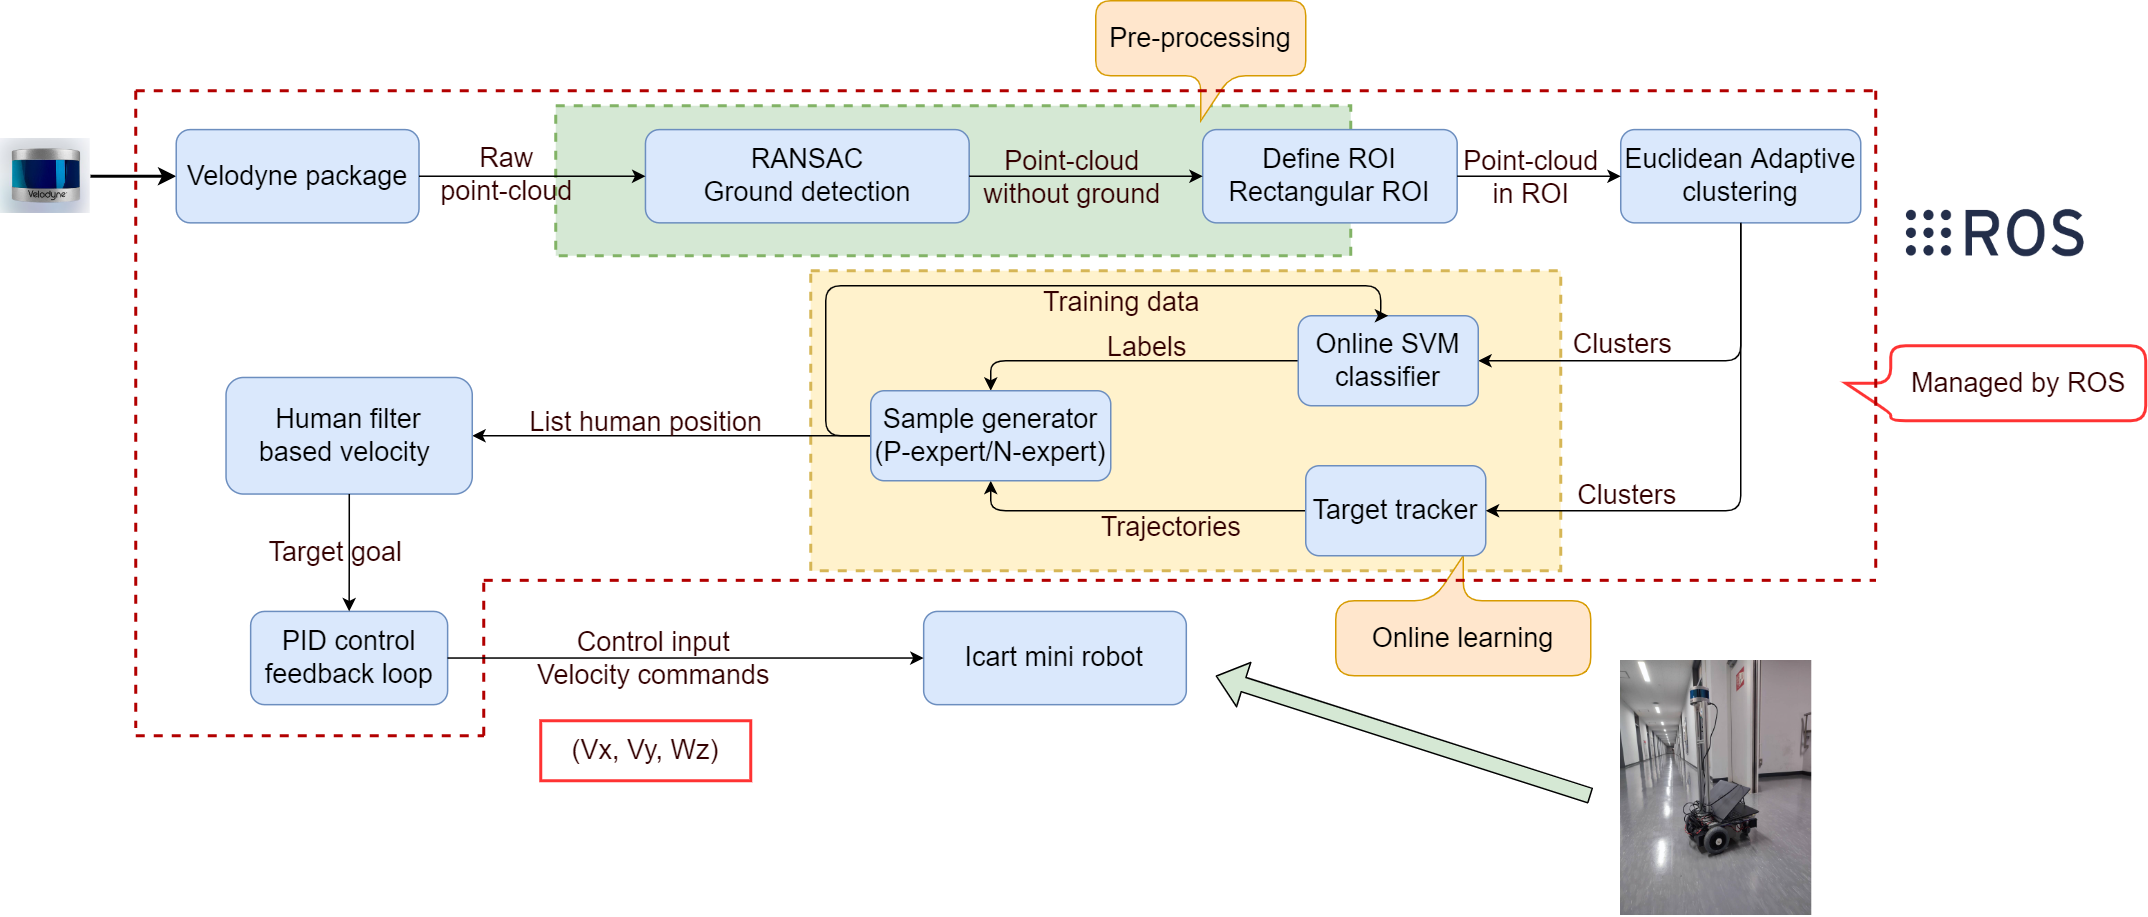 Pre-processing
Velodyne
Velodyne package
Raw
point-cloud
RANSAC
Ground detection
Point-cloud
without ground
Define ROI
Rectangular ROI
Point-cloud
in ROI
Euclidean Adaptive
clustering
ROS
Training data
Online SVM
classifier
Clusters
Labels
Managed by ROS
Human filter
based velocity
List human position
Sample generator
(P-expert/N-expert)
Target tracker
Clusters
Trajectories
Target goal
PID control
feedback loop
Control input
Velocity commands
Icart mini robot
Online learning
(Vx, Vy, Wz)